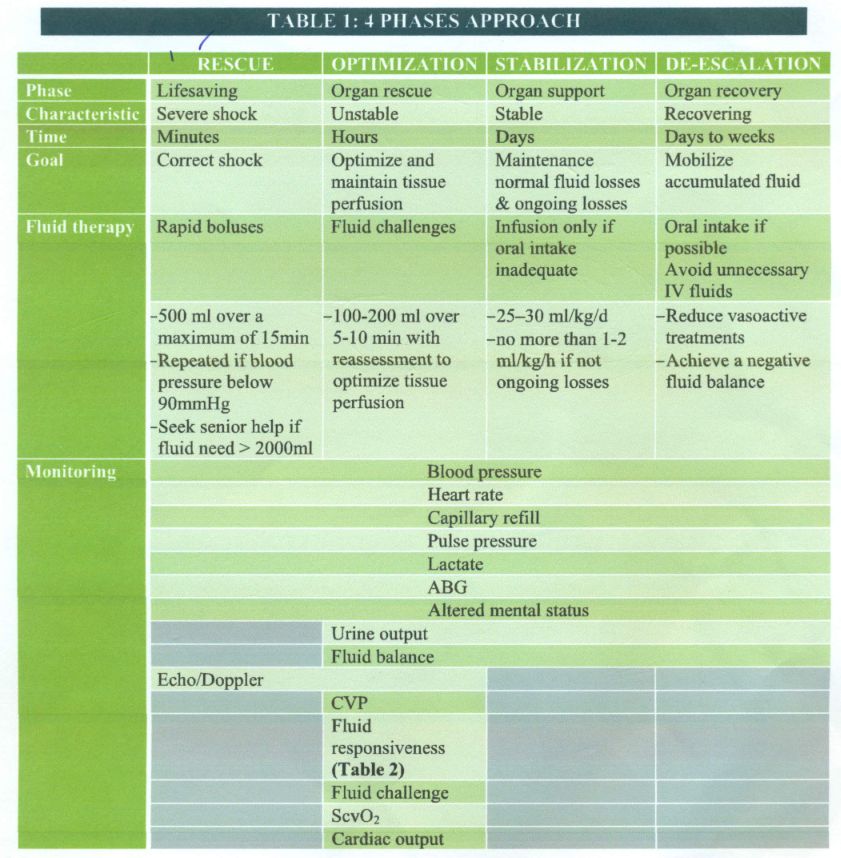 TABLE 1: 4 PHASES APPROACH
RESCUE OPTIMIZATION STABILIZATION DE-ESCALATION
Phase Lifesaving Organ rescue Organ support Organ recovery
Characteristic Severe shock Unstable Stable Recovering
Time Minutes Hours Days Days to weeks
Goal Correct shock Optimize and Maintenance Mobilize
maintain tissue normal fluid losses accumulated fluid
perfusion & ongoing losses
Fluid therapy Rapid boluses Fluid challenges Infusion only if Oral intake if
oral intake possible
inadequate Avoid unnecessary
IV fluids
–500 ml over a –100-200 ml over –25–30 ml/kg/d –Reduce vasoactive
maximum of 15min 5-10 min with –no more than 1-2 treatments
–Repeated if blood reassessment to ml/kg/h if not –Achieve a negative
pressure below optimize tissue ongoing losses fluid balance
90mmHg perfusion
–Seek senior help if
fluid need > 2000ml
Monitoring Blood pressure
Heart rate
Capillary refill
Pulse pressure
Lactate
ABG
Altered mental status
Urine output
Fluid balance
Echo/Doppler
CVP
Fluid
responsiveness
(Table 2)
Fluid challenge
ScvO₂
Cardiac output